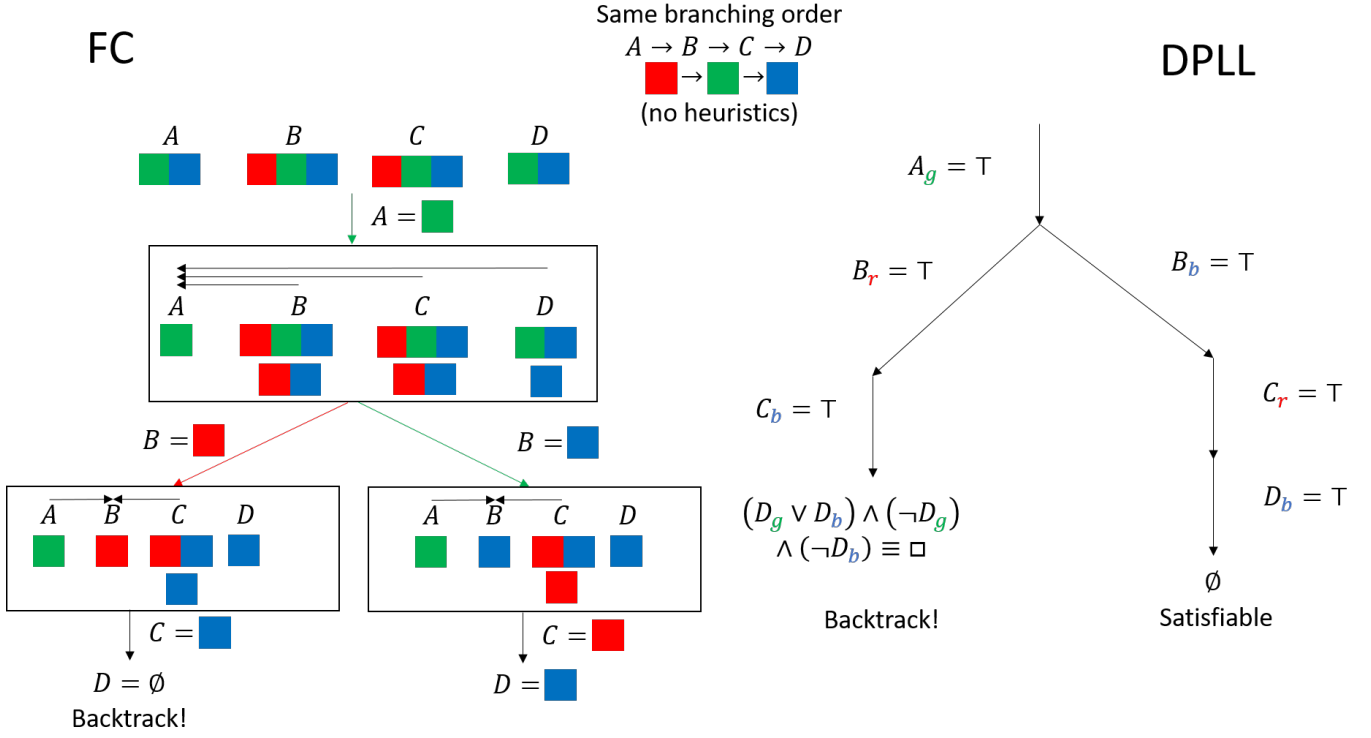 FC
Same branching order
A → B → C → D
→ →
(no heuristics)
DPLL
A B C D
A =
A B C D
B = B =
A B C D
A B C D
C =
C =
D = ∅
Backtrack!
D =
A_g = ⊤
B_r = ⊤
B_b = ⊤
C_b = ⊤
C_r = ⊤
(D_g ∨ D_b) ∧ (¬D_g)
∧ (¬D_b) ≡ □
D_b = ⊤
∅
Backtrack!
Satisfiable